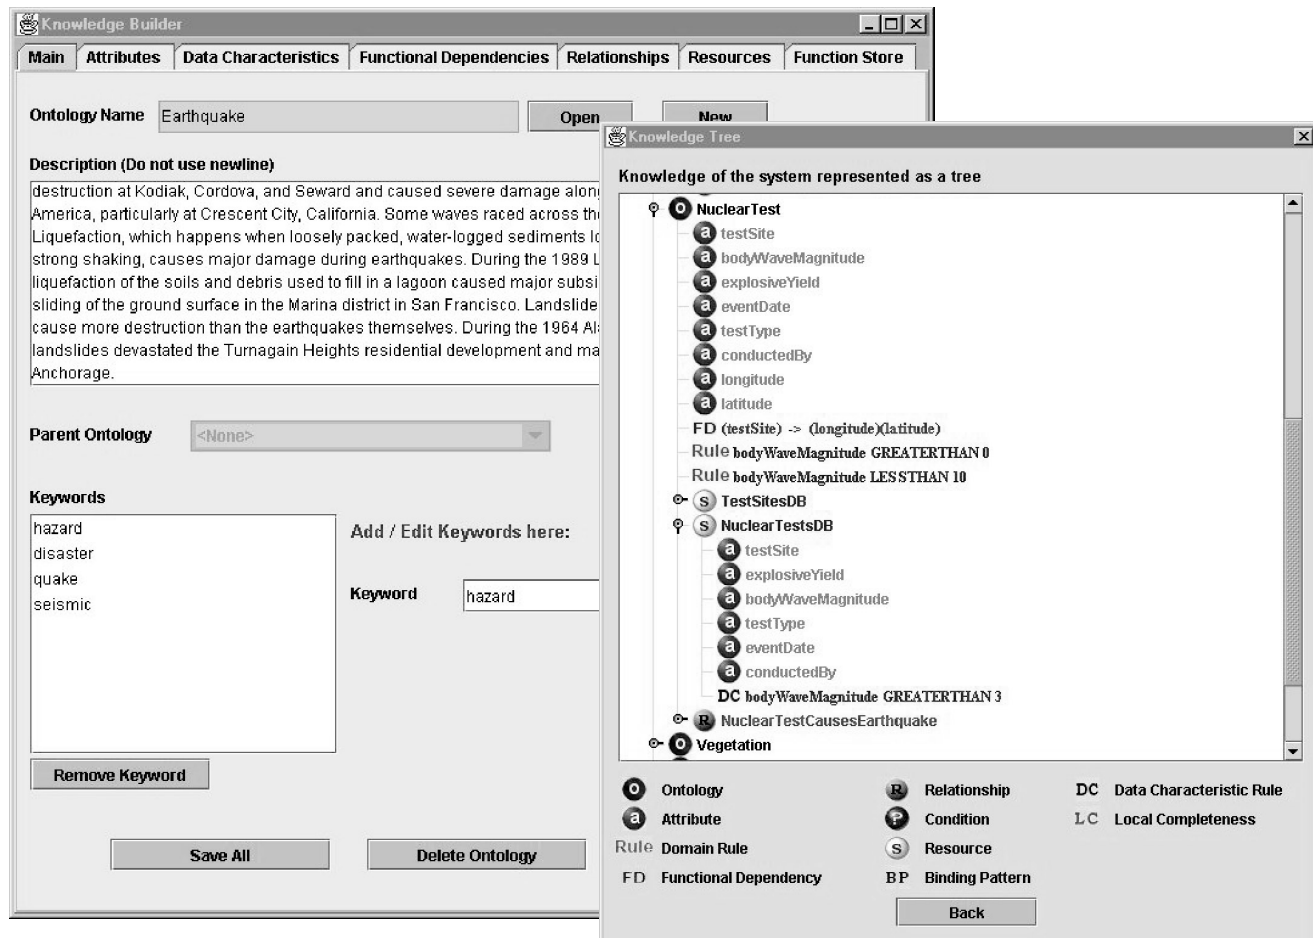 Knowledge Builder
Main Attributes Data Characteristics Functional Dependencies Relationships Resources Function Store
Ontology Name Earthquake Open New
Description (Do not use newline)
destruction at Kodiak, Cordova, and Seward and caused severe damage along
America, particularly at Crescent City, California. Some waves raced across the
Liquefaction, which happens when loosely packed, water-logged sediments
strong shaking, causes major damage during earthquakes. During the 1989 L
liquefaction of the soils and debris used to fill in a lagoon caused major subsi
sliding of the ground surface in the Marina district in San Francisco. Landslide
cause more destruction than the earthquakes themselves. During the 1964 Al
landslides devastated the Turnagain Heights residential development and ma
Anchorage.
Parent Ontology <None>
Keywords
hazard
disaster
quake
seismic
Add / Edit Keywords here:
Keyword hazard
Remove Keyword
Save All Delete Ontology
Knowledge Tree
Knowledge of the system represented as a tree
O NuclearTest
a testSite
a bodyWaveMagnitude
a explosiveYield
a eventDate
a testType
a conductedBy
a longitude
a latitude
FD (testSite) -> (longitude)(latitude)
Rule bodyWaveMagnitude GREATERTHAN 0
Rule bodyWaveMagnitude LESSTHAN 10
S TestSitesDB
S NuclearTestsDB
a testSite
a explosiveYield
a bodyWaveMagnitude
a testType
a eventDate
a conductedBy
DC bodyWaveMagnitude GREATERTHAN 3
R NuclearTestCausesEarthquake
O Vegetation
O Ontology R Relationship DC Data Characteristic Rule
a Attribute ? Condition LC Local Completeness
Rule Domain Rule S Resource
FD Functional Dependency BP Binding Pattern
Back